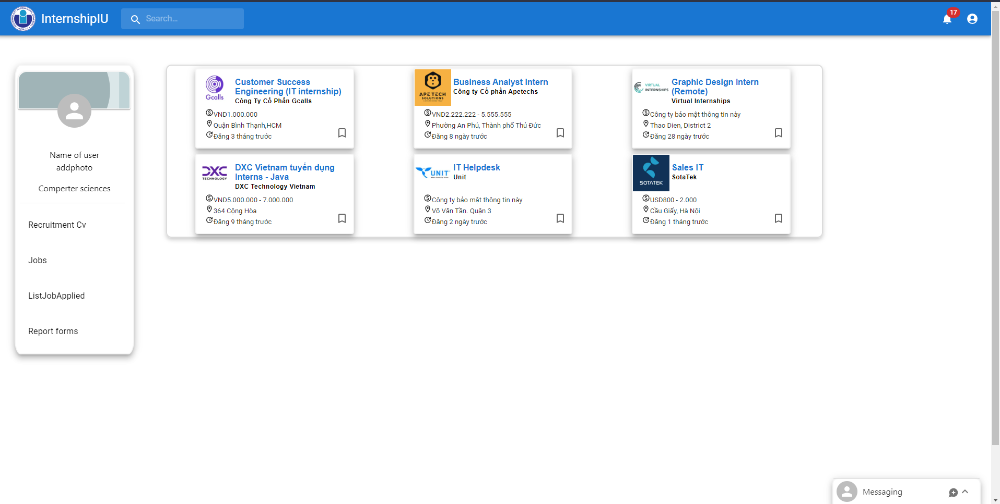 InternshipIU
Search...
17
Name of user
addphoto
Comperter sciences
Recruitment Cv
Jobs
ListJobApplied
Report forms
Gcalls
Customer Success
Engineering (IT internship)
Công Ty Cổ Phần Gcalls
VND1.000.000
Quận Bình Thạnh,HCM
Đăng 3 tháng trước
APETECH
SOLUTIONS
Business Analyst Intern
Công ty Cổ phần Apetechs
VND2.222.222 - 5.555.555
Phường An Phú, Thành phố Thủ Đức
Đăng 8 ngày trước
VIRTUAL
INTERNSHIPS
Graphic Design Intern
(Remote)
Virtual Internships
Công ty bảo mật thông tin này
Thao Dien, District 2
Đăng 28 ngày trước
DXC
TECHNOLOGY
DXC Vietnam tuyển dụng
Interns - Java
DXC Technology Vietnam
VND5.000.000 - 7.000.000
364 Cộng Hòa
Đăng 9 tháng trước
UNIT
IT Helpdesk
Unit
Công ty bảo mật thông tin này
Võ Văn Tần. Quận 3
Đăng 2 ngày trước
SOTATEK
Sales IT
SotaTek
USD800 - 2.000
Cầu Giấy, Hà Nội
Đăng 1 tháng trước
Messaging